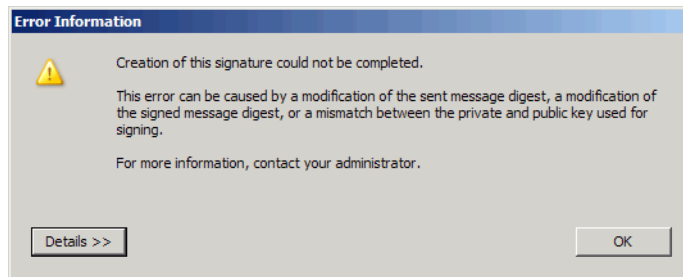 Error Information
Creation of this signature could not be completed.
This error can be caused by a modification of the sent message digest, a modification of
the signed message digest, or a mismatch between the private and public key used for
signing.
For more information, contact your administrator.
Details >>
OK